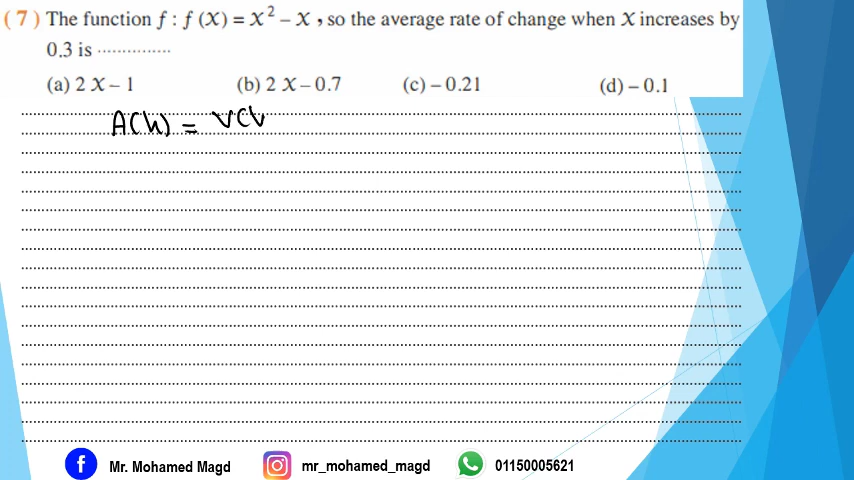 ( 7 ) The function f : f (X) = X² – X , so the average rate of change when X increases by
0.3 is ...............
(a) 2 X – 1 (b) 2 X – 0.7 (c) – 0.21 (d) – 0.1
A(h) = V(V
Mr. Mohamed Magd mr_mohamed_magd 01150005621